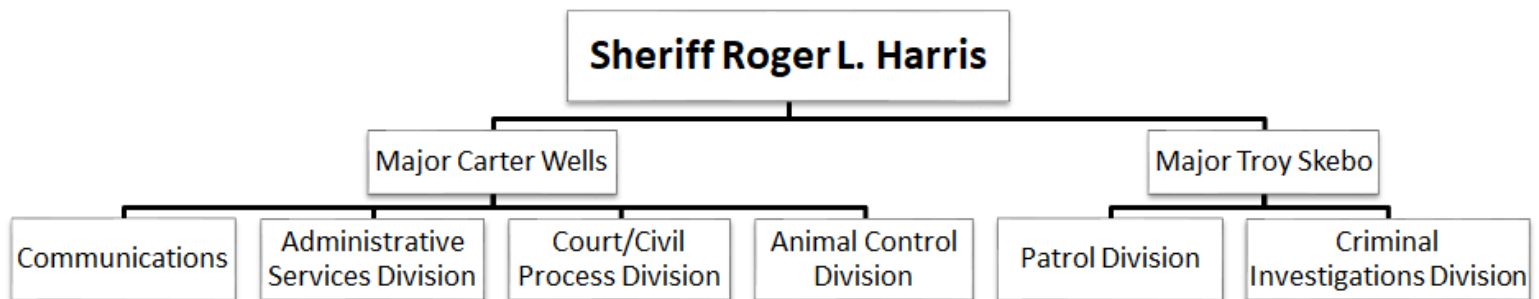 Sheriff Roger L. Harris
Major Carter Wells
Major Troy Skebo
Communications
Administrative
Services Division
Court/Civil
Process Division
Animal Control
Division
Patrol Division
Criminal
Investigations Division